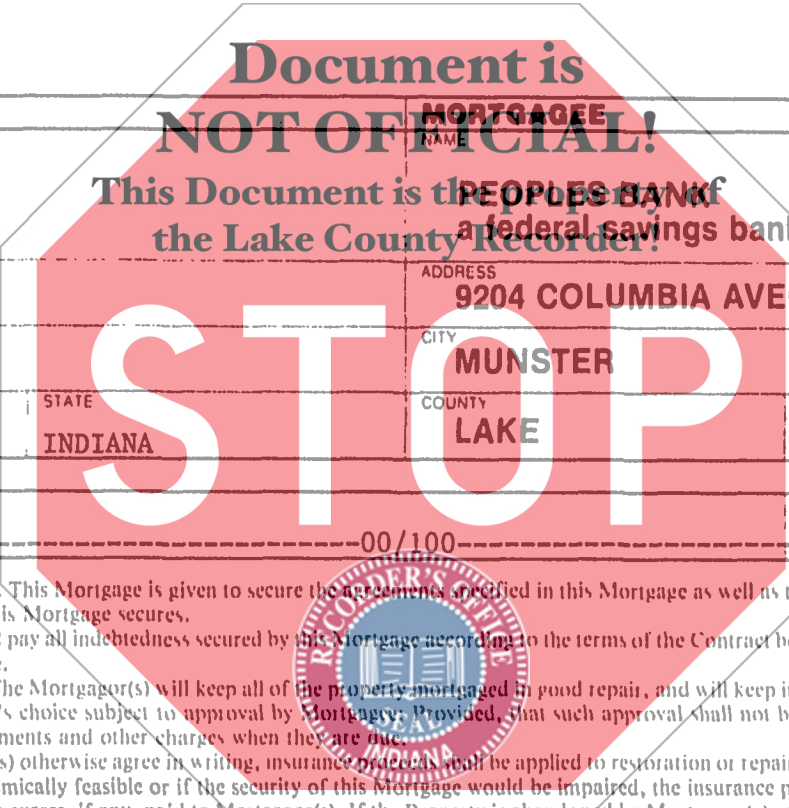 Document is
NOT OFFICIAL!
This Document is the property of
the Lake County Recorder!
MORTGAGEE
NAME
PEOPLES BANK
a federal savings
ADDRESS
9204 COLUMBIA AVE
CITY
MUNSTER
STATE
COUNTY
INDIANA
LAKE
STOP
00/100
This Mortgage is given to secure the agreements specified in this Mortgage as well as
is Mortgage secures.
pay all indebtedness secured by this Mortgage according to the terms of the Contract
he Mortgagor(s) will keep all of the property mortgaged in good repair, and will keep
's choice subject to approval by Mortgagee. Provided, that such approval shall not
ments and other charges when they are due.
s) otherwise agree in writing, insurance proceeds shall be applied to restoration or repair
mically feasible or if the security of this Mortgage would be impaired, the insurance
RECORDER'S OFFICE
SEAL
INDIANA